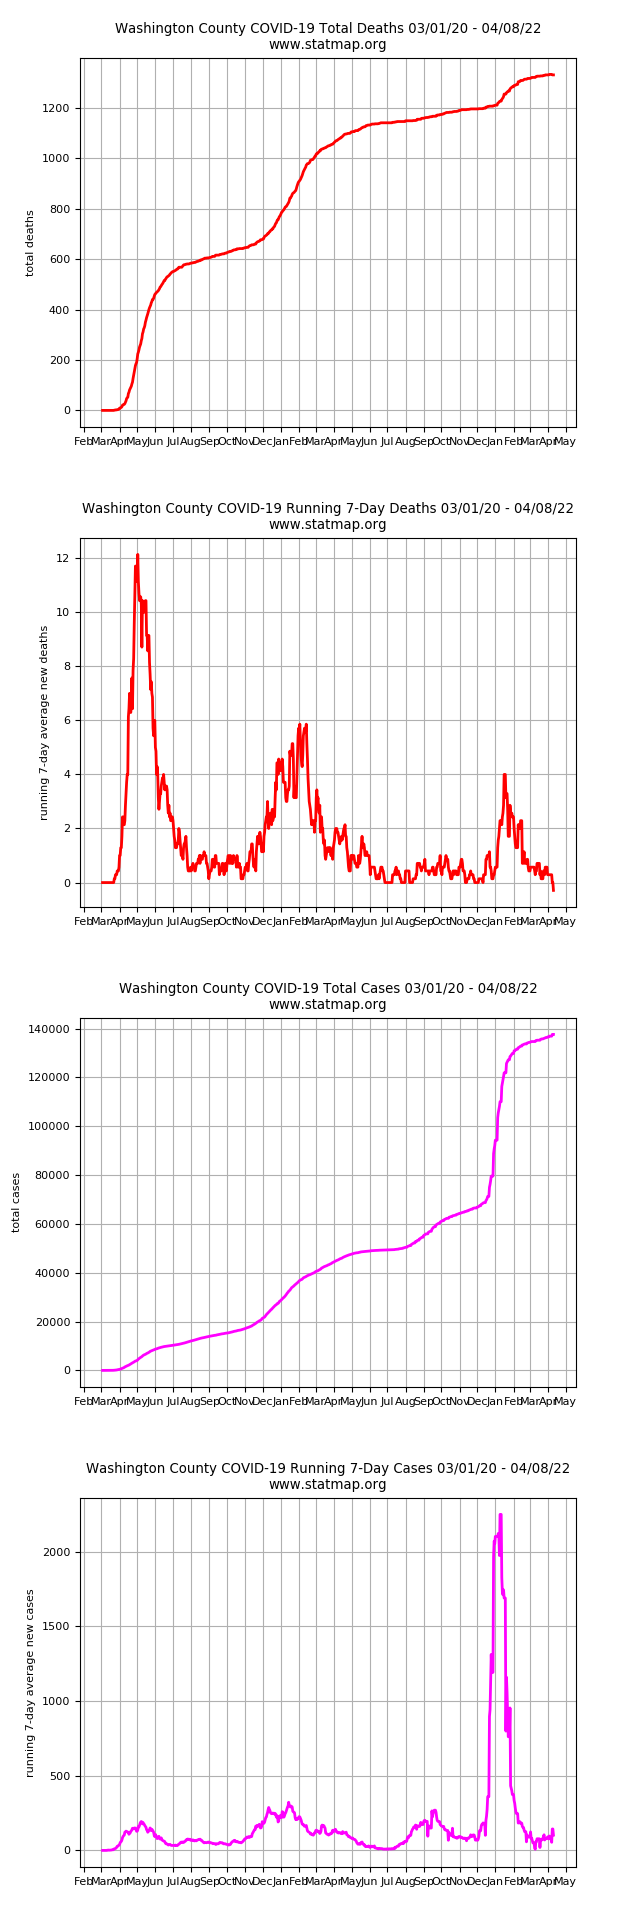 Washington County COVID-19 Total Deaths 03/01/20 - 04/08/22
www.statmap.org
total deaths
1200
1000
800
600
400
200
0
Feb Mar Apr May Jun Jul Aug Sep Oct Nov Dec Jan Feb Mar Apr May Jun Jul Aug Sep Oct Nov Dec Jan Feb Mar Apr May
Washington County COVID-19 Running 7-Day Deaths 03/01/20 - 04/08/22
www.statmap.org
running 7-day average new deaths
12
10
8
6
4
2
0
Feb Mar Apr May Jun Jul Aug Sep Oct Nov Dec Jan Feb Mar Apr May Jun Jul Aug Sep Oct Nov Dec Jan Feb Mar Apr May
Washington County COVID-19 Total Cases 03/01/20 - 04/08/22
www.statmap.org
total cases
140000
120000
100000
80000
60000
40000
20000
0
Feb Mar Apr May Jun Jul Aug Sep Oct Nov Dec Jan Feb Mar Apr May Jun Jul Aug Sep Oct Nov Dec Jan Feb Mar Apr May
Washington County COVID-19 Running 7-Day Cases 03/01/20 - 04/08/22
www.statmap.org
running 7-day average new cases
2000
1500
1000
500
0
Feb Mar Apr May Jun Jul Aug Sep Oct Nov Dec Jan Feb Mar Apr May Jun Jul Aug Sep Oct Nov Dec Jan Feb Mar Apr May